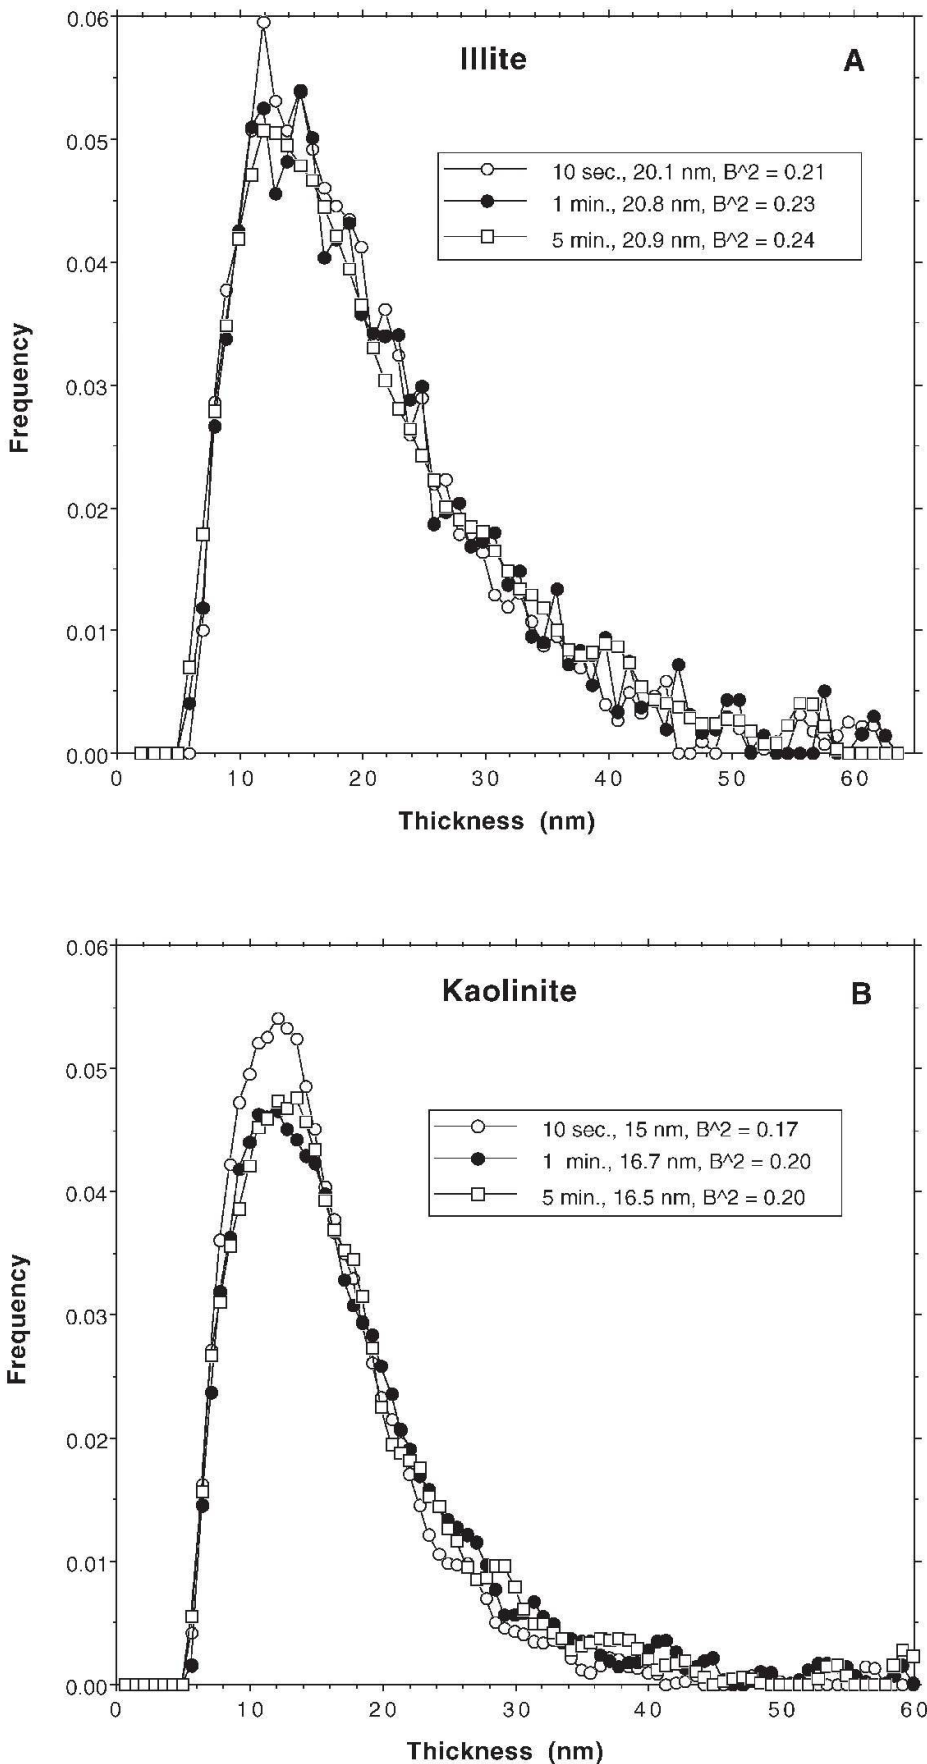 0.06
Illite
A
0.05
10 sec., 20.1 nm, B^2 = 0.21
1 min., 20.8 nm, B^2 = 0.23
5 min., 20.9 nm, B^2 = 0.24
0.04
Frequency
0.03
0.02
0.01
0.00
0 10 20 30 40 50 60
Thickness (nm)
0.06
Kaolinite
B
0.05
10 sec., 15 nm, B^2 = 0.17
1 min., 16.7 nm, B^2 = 0.20
5 min., 16.5 nm, B^2 = 0.20
0.04
Frequency
0.03
0.02
0.01
0.00
0 10 20 30 40 50 60
Thickness (nm)